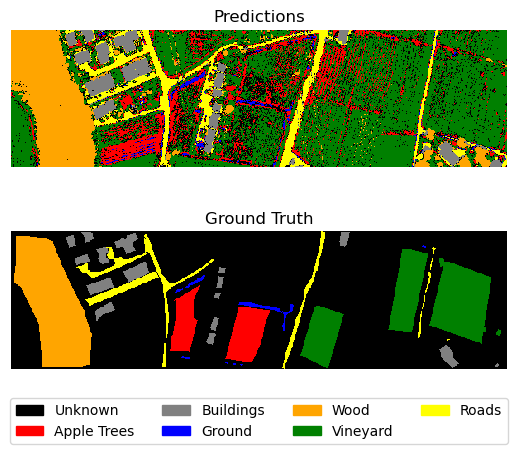 Predictions
Ground Truth
Unknown Buildings Wood Roads
Apple Trees Ground Vineyard